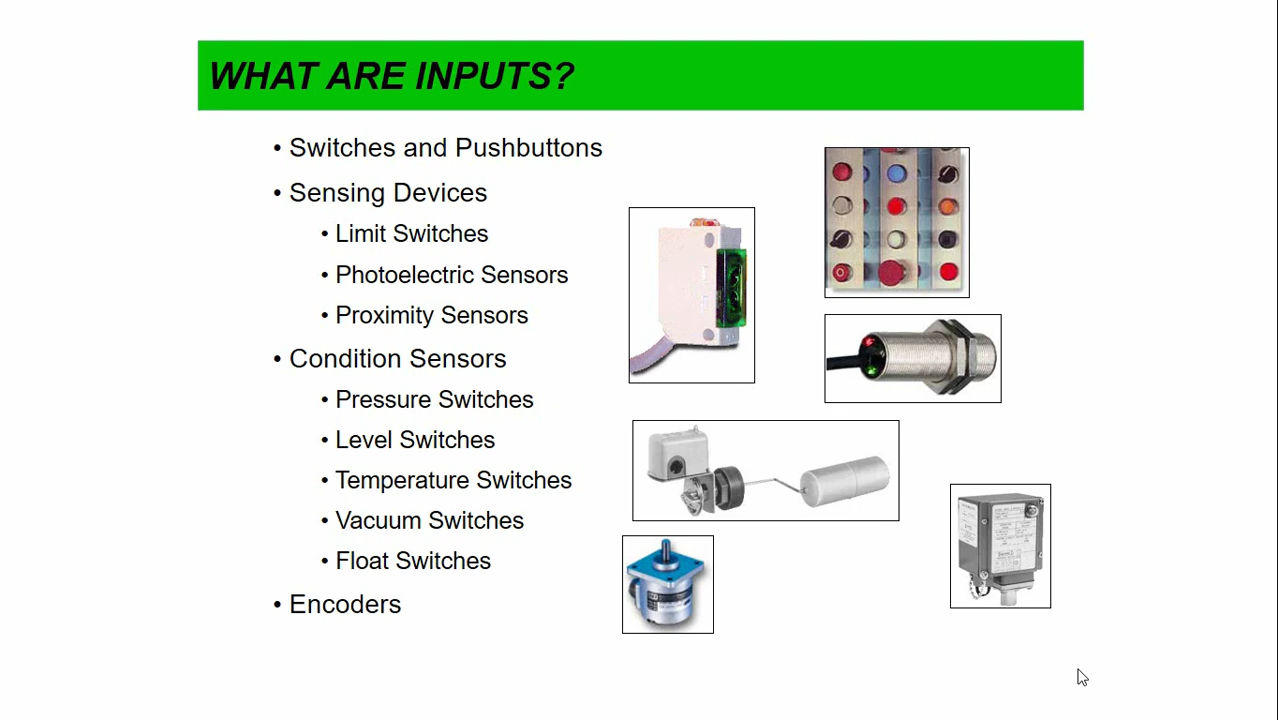 WHAT ARE INPUTS?
• Switches and Pushbuttons
• Sensing Devices
• Limit Switches
• Photoelectric Sensors
• Proximity Sensors
• Condition Sensors
• Pressure Switches
• Level Switches
• Temperature Switches
• Vacuum Switches
• Float Switches
• Encoders